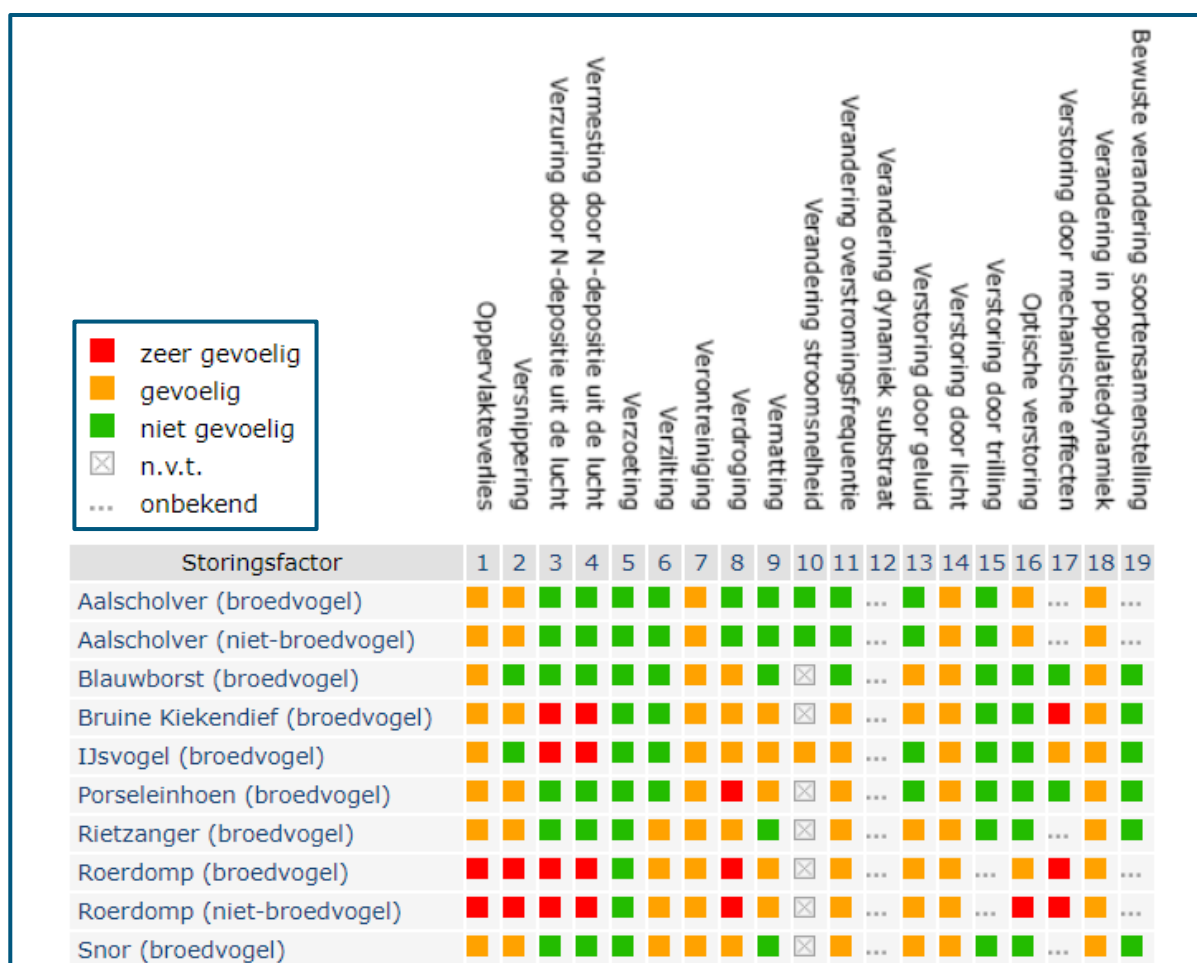 Oppervlakteverlies
Versnippering
Verzuring door N-depositie uit de lucht
Vermesting door N-depositie uit de lucht
Verzoeting
Verzilting
Verontreiniging
Verdroging
Vernatting
Verandering stroomsnelheid
Verandering overstromingsfrequentie
Verandering dynamiek substraat
Verstoring door geluid
Verstoring door licht
Verstoring door trilling
Optische verstoring
Verstoring door mechanische effecten
Verandering in populatiedynamiek
Bewuste verandering soortensamenstelling
zeer gevoelig
gevoelig
niet gevoelig
n.v.t.
... onbekend
Storingsfactor 1 2 3 4 5 6 7 8 9 10 11 12 13 14 15 16 17 18 19
Aalscholver (broedvogel) ... ... ...
Aalscholver (niet-broedvogel) ... ... ...
Blauwborst (broedvogel) ...
Bruine Kiekendief (broedvogel) ...
IJsvogel (broedvogel) ...
Porseleinhoen (broedvogel) ...
Rietzanger (broedvogel) ... ...
Roerdomp (broedvogel) ... ... ...
Roerdomp (niet-broedvogel) ... ... ...
Snor (broedvogel) ... ...